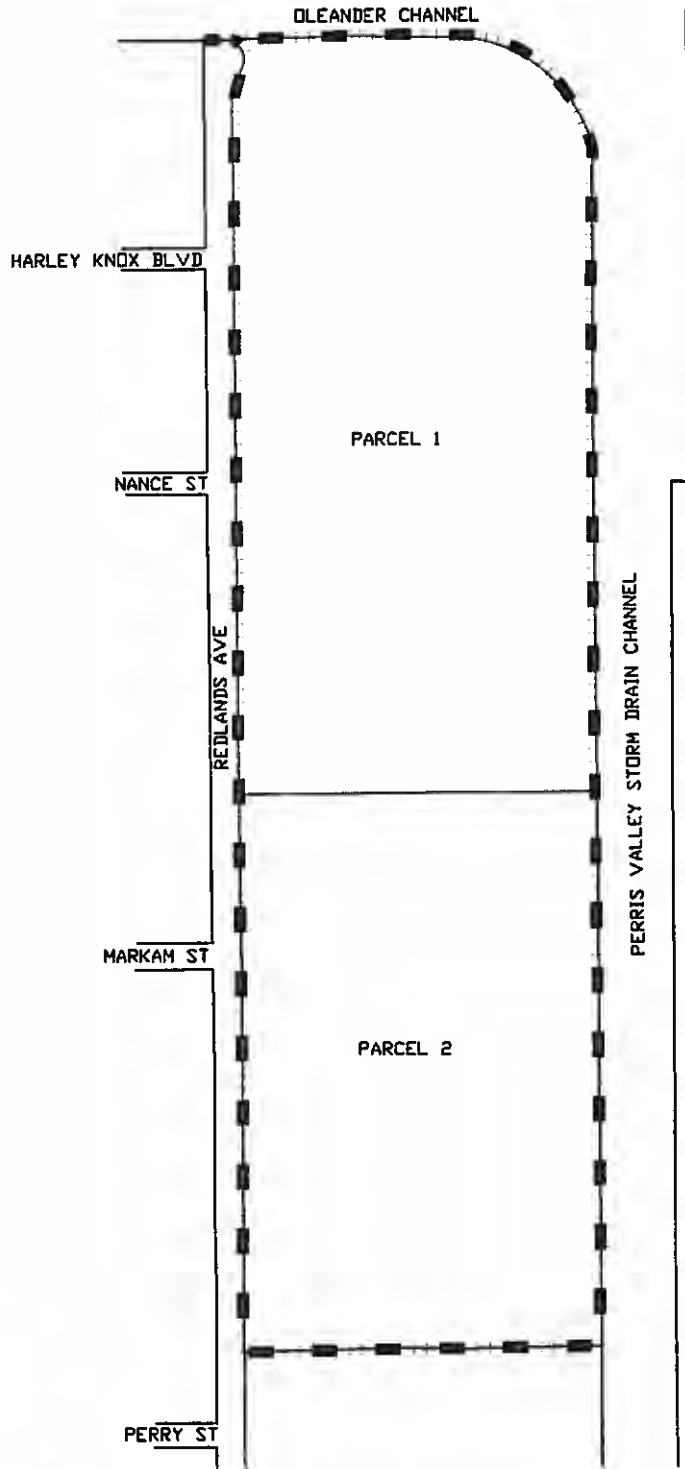 OLEANDER CHANNEL
HARLEY KNOX BLVD
PARCEL 1
NANCE ST
REDLANDS AVE
PERRIS VALLEY STORM DRAIN CHANNEL
MARKAM ST
PARCEL 2
PERRY ST